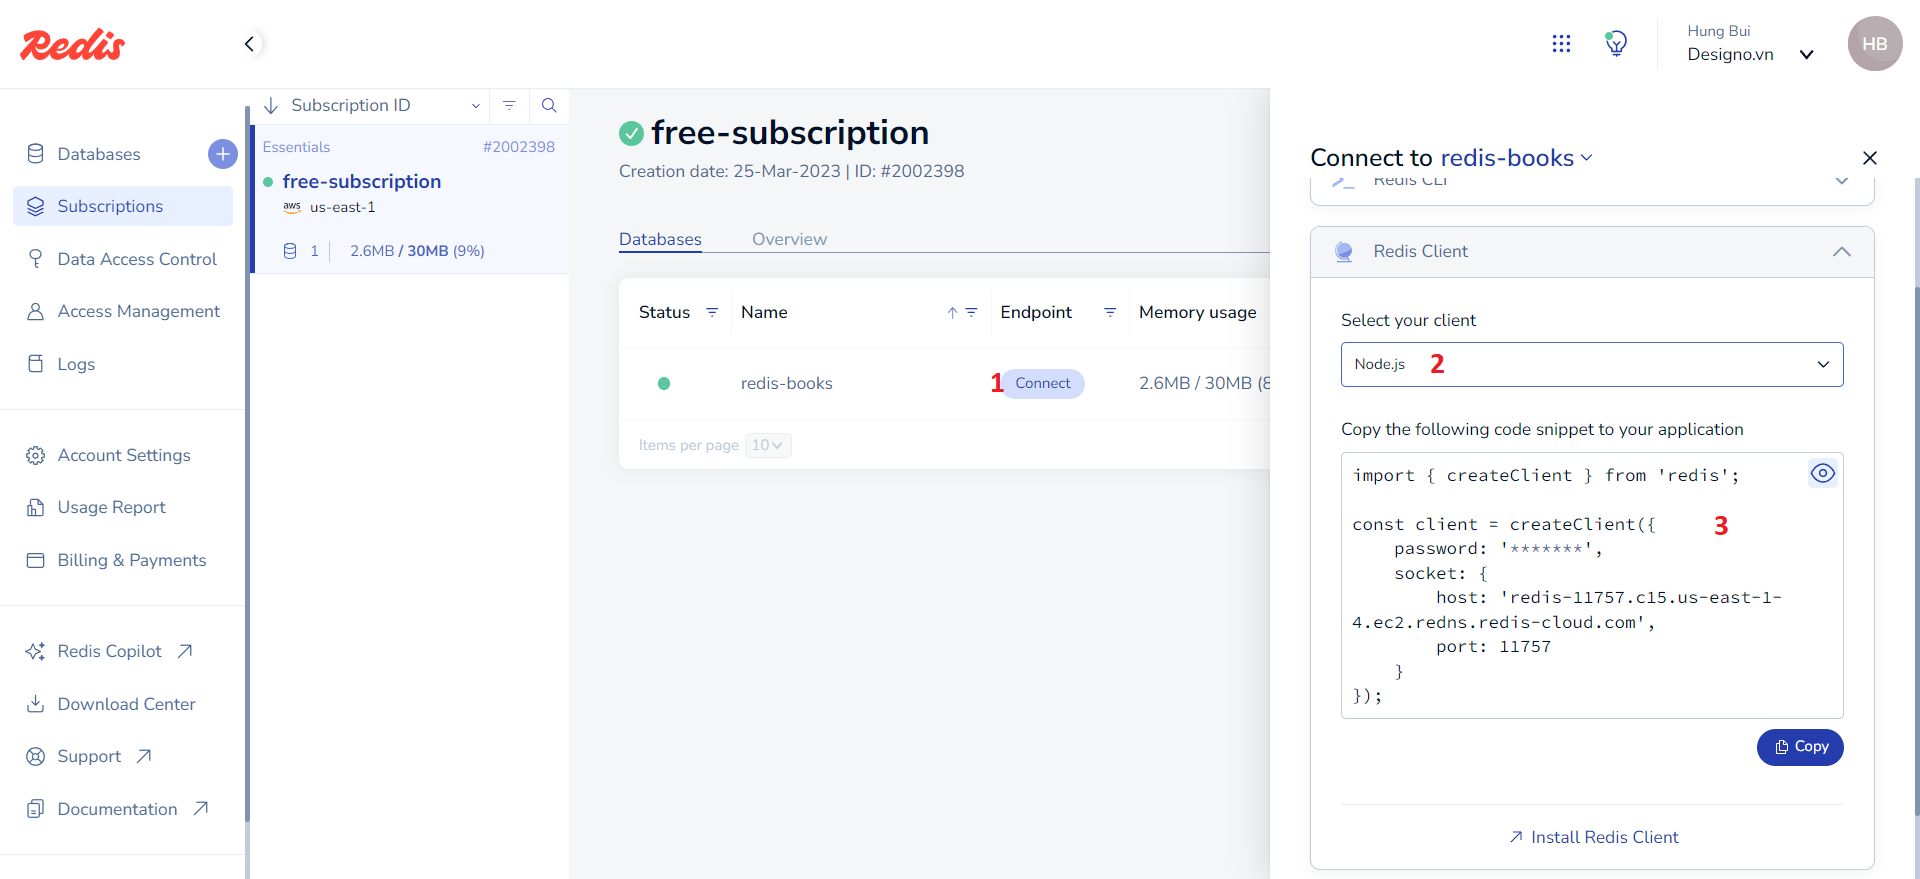 Redis
Hung Bui
Designo.vn
HB
Databases
Subscriptions
Data Access Control
Access Management
Logs
Account Settings
Usage Report
Billing & Payments
Redis Copilot
Download Center
Support
Documentation
Subscription ID
Essentials #2002398
free-subscription
aws us-east-1
1 2.6MB / 30MB (9%)
free-subscription
Creation date: 25-Mar-2023 | ID: #2002398
Databases Overview
Status Name Endpoint Memory usage
redis-books 1 Connect 2.6MB / 30MB (8
Items per page 10
Connect to redis-books
Redis CLI
Redis Client
Select your client
Node.js 2
Copy the following code snippet to your application
import { createClient } from 'redis';
const client = createClient({ 3
password: '*******',
socket: {
host: 'redis-11757.c15.us-east-1-
4.ec2.redns.redis-cloud.com',
port: 11757
}
});
Copy
Install Redis Client